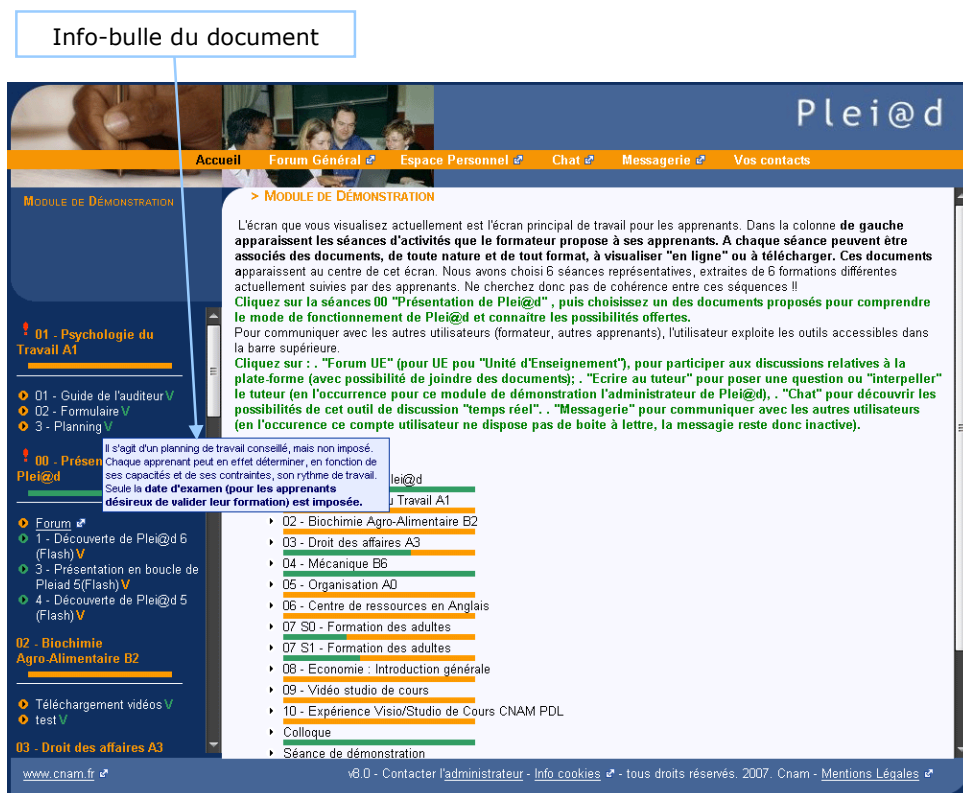 Info-bulle du document
Plei@d
Accueil Forum Général Espace Personnel Chat Messagerie Vos contacts
MODULE DE DÉMONSTRATION
> MODULE DE DÉMONSTRATION
L'écran que vous visualisez actuellement est l'écran principal de travail pour les apprenants. Dans la colonne de gauche
apparaissent les séances d'activités que le formateur propose à ses apprenants. A chaque séance peuvent être
associés des documents, de toute nature et de tout format, à visualiser "en ligne" ou à télécharger. Ces documents
apparaissent au centre de cet écran. Nous avons choisi 6 séances représentatives, extraites de 6 formations différentes
actuellement suivies par des apprenants. Ne cherchez donc pas de cohérence entre ces séquences !!
Cliquez sur la séances 00 "Présentation de Plei@d" , puis choisissez un des documents proposés pour comprendre
le mode de fonctionnement de Plei@d et connaître les possibilités offertes.
Pour communiquer avec les autres utilisateurs (formateur, autres apprenants), l'utilisateur exploite les outils accessibles dans
la barre supérieure.
Cliquez sur : . "Forum UE" (pour UE pou "Unité d'Enseignement"), pour participer aux discussions relatives à la
plate-forme (avec possibilité de joindre des documents); . "Ecrire au tuteur" pour poser une question ou "interpeller"
le tuteur (en l'occurrence pour ce module de démonstration l'administrateur de Plei@d), . "Chat" pour découvrir les
possibilités de cet outil de discussion "temps réel". . "Messagerie" pour communiquer avec les autres utilisateurs
(en l'occurence ce compte utilisateur ne dispose pas de boite à lettre, la messagie reste donc inactive).
! 01 - Psychologie du
Travail A1
01 - Guide de l'auditeur V
02 - Formulaire V
3 - Planning V
! 00 - Présen
Plei@d
Il s'agit d'un planning de travail conseillé, mais non imposé.
Chaque apprenant peut en effet déterminer, en fonction de
ses capacités et de ses contraintes, son rythme de travail.
Seule la date d'examen (pour les apprenants
désireux de valider leur formation) est imposée.
Forum
1 - Découverte de Plei@d 6
(Flash) V
3 - Présentation en boucle de
Pleiad 5(Flash) V
4 - Découverte de Plei@d 5
(Flash) V
02 - Biochimie
Agro-Alimentaire B2
Téléchargement vidéos V
test V
03 - Droit des affaires A3
lei@d
Travail A1
02 - Biochimie Agro-Alimentaire B2
03 - Droit des affaires A3
04 - Mécanique B6
05 - Organisation A0
06 - Centre de ressources en Anglais
07 S0 - Formation des adultes
07 S1 - Formation des adultes
08 - Economie : Introduction générale
09 - Vidéo studio de cours
10 - Expérience Visio/Studio de Cours CNAM PDL
Colloque
Séance de démonstration
www.cnam.fr
v8.0 - Contacter l'administrateur - Info cookies - tous droits réservés. 2007. Cnam - Mentions Légales